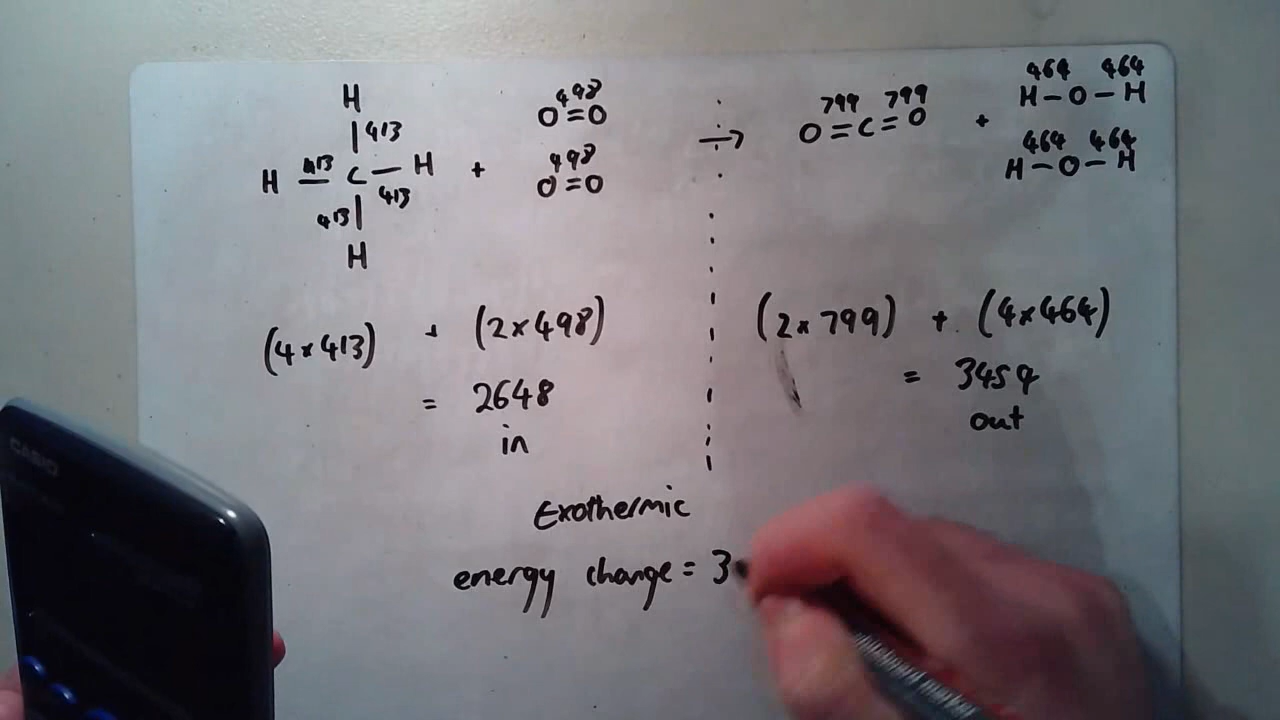 H
413
498
O=O
799 799
O=C=O
464 464
H-O-H
H — 413 C — H
413
+
498
O=O
→
+
464 464
H-O-H
413
H
(4×413) + (2×498)
(2×799) + (4×464)
= 2648
in
= 3454
out
Exothermic
energy change = 3
CASIO